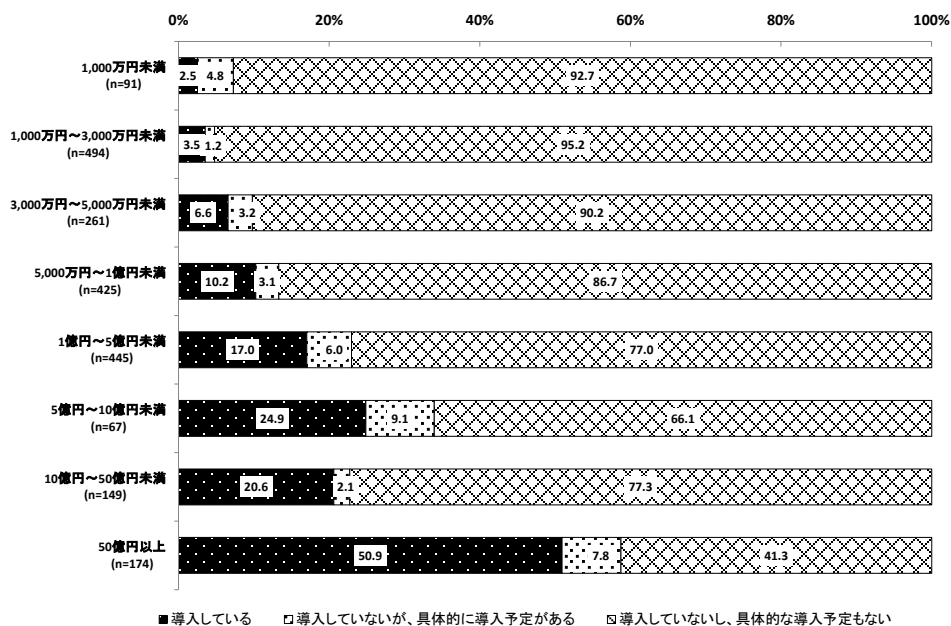 0% 20% 40% 60% 80% 100%
1,000万円未満
(n=91)
2.5 4.8 92.7
1,000万円～3,000万円未満
(n=494)
3.5 1.2 95.2
3,000万円～5,000万円未満
(n=261)
6.6 3.2 90.2
5,000万円～1億円未満
(n=425)
10.2 3.1 86.7
1億円～5億円未満
(n=445)
17.0 6.0 77.0
5億円～10億円未満
(n=67)
24.9 9.1 66.1
10億円～50億円未満
(n=149)
20.6 2.1 77.3
50億円以上
(n=174)
50.9 7.8 41.3
導入している 導入していないが、具体的に導入予定がある 導入していないし、具体的な導入予定もない